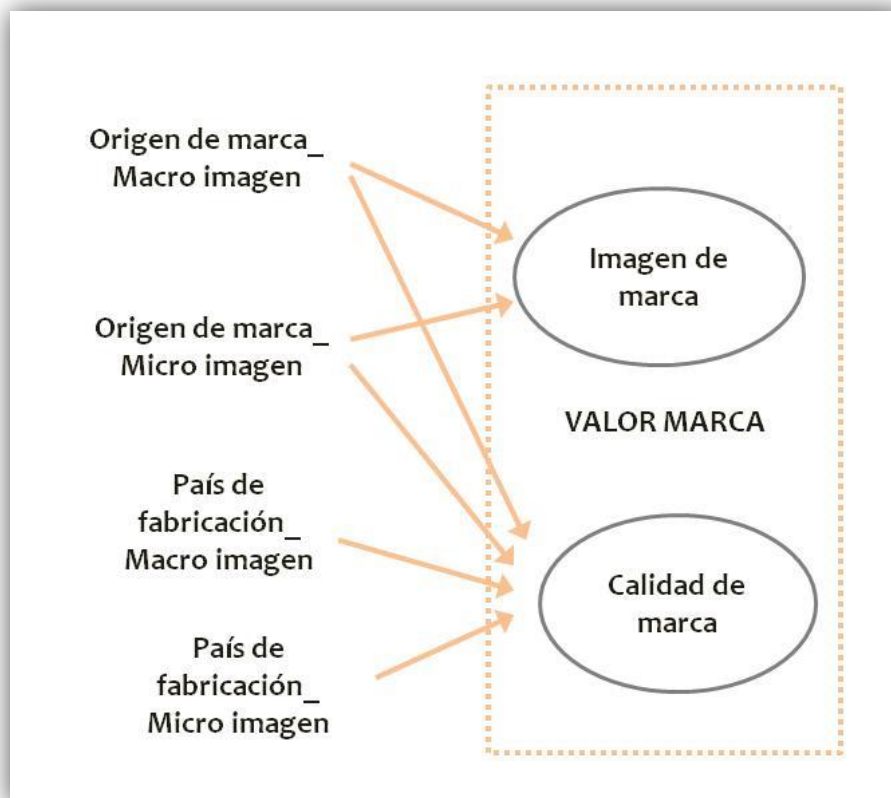 Origen de marca_
Macro imagen
Origen de marca_
Micro imagen
País de
fabricación_
Macro imagen
País de
fabricación_
Micro imagen
Imagen de
marca
VALOR MARCA
Calidad de
marca